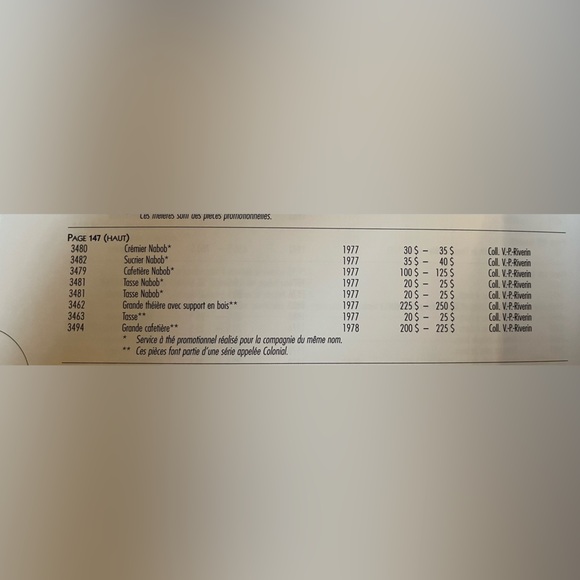 Ces théières sont des pièces promotionnelles.
PAGE 147 (HAUT)
3480 Crémier Nabob* 1977 30 $ – 35 $ Coll. V.-P.-Riverin
3482 Sucrier Nabob* 1977 35 $ – 40 $ Coll. V.-P.-Riverin
3479 Cafetière Nabob* 1977 100 $ – 125 $ Coll. V.-P.-Riverin
3481 Tasse Nabob* 1977 20 $ – 25 $ Coll. V.-P.-Riverin
3481 Tasse Nabob* 1977 20 $ – 25 $ Coll. V.-P.-Riverin
3462 Grande théière avec support en bois** 1977 225 $ – 250 $ Coll. V.-P.-Riverin
3463 Tasse** 1977 20 $ – 25 $ Coll. V.-P.-Riverin
3494 Grande cafetière** 1978 200 $ – 225 $ Coll. V.-P.-Riverin
* Service à thé promotionnel réalisé pour la compagnie du même nom.
** Ces pièces font partie d'une série appelée Colonial.